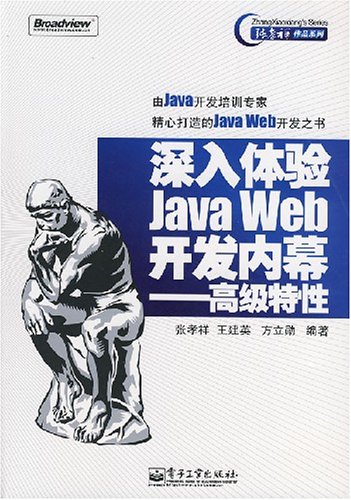 Broadview
ZhangXiaoxiang's Series
张孝祥 作品系列
由Java开发培训专家
精心打造的Java Web开发之书
深入体验
Java Web
开发内幕
——高级特性
张孝祥 王建英 方立勋 编著
电子工业出版社